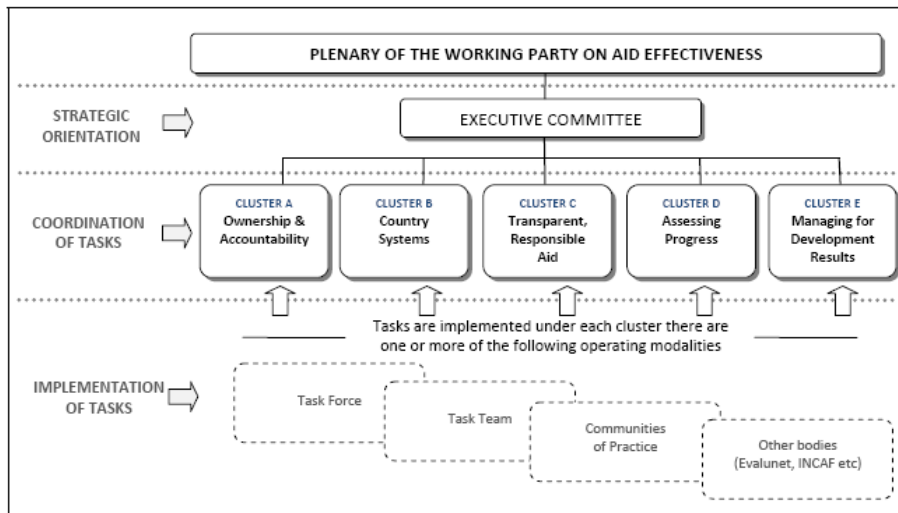 PLENARY OF THE WORKING PARTY ON AID EFFECTIVENESS
STRATEGIC
ORIENTATION
EXECUTIVE COMMITTEE
COORDINATION
OF TASKS
CLUSTER A
Ownership &
Accountability
CLUSTER B
Country
Systems
CLUSTER C
Transparent,
Responsible
Aid
CLUSTER D
Assessing
Progress
CLUSTER E
Managing for
Development
Results
Tasks are implemented under each cluster there are
one or more of the following operating modalities
IMPLEMENTATION
OF TASKS
Task Force
Task Team
Communities
of Practice
Other bodies
(Evalunet, INCAF etc)